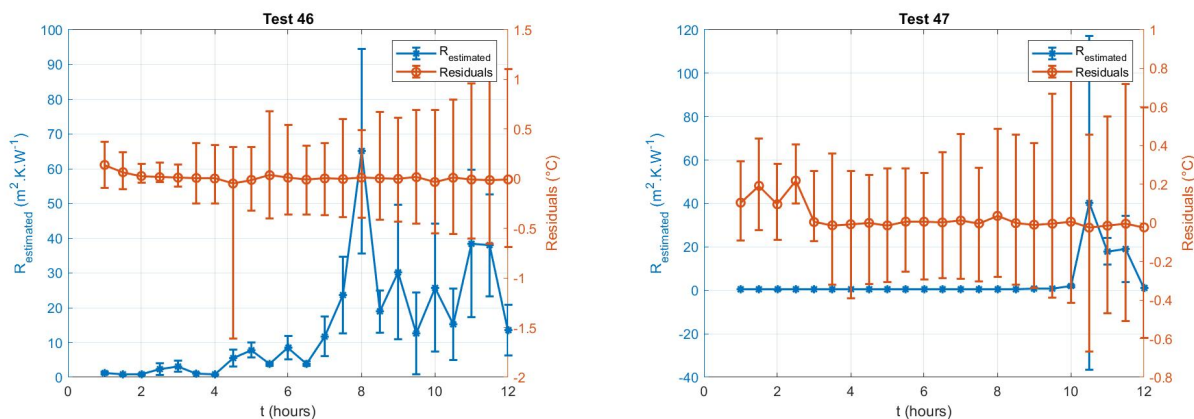 Test 46
100
90
80
70
60
50
40
30
20
10
0
R_estimated (m².K.W⁻¹)
R_estimated
Residuals
1.5
1
0.5
0
-0.5
-1
-1.5
-2
Residuals (°C)
0 2 4 6 8 10 12
t (hours)
Test 47
120
100
80
60
40
20
0
-20
-40
R_estimated (m².K.W⁻¹)
R_estimated
Residuals
1
0.8
0.6
0.4
0.2
0
-0.2
-0.4
-0.6
-0.8
Residuals (°C)
0 2 4 6 8 10 12
t (hours)